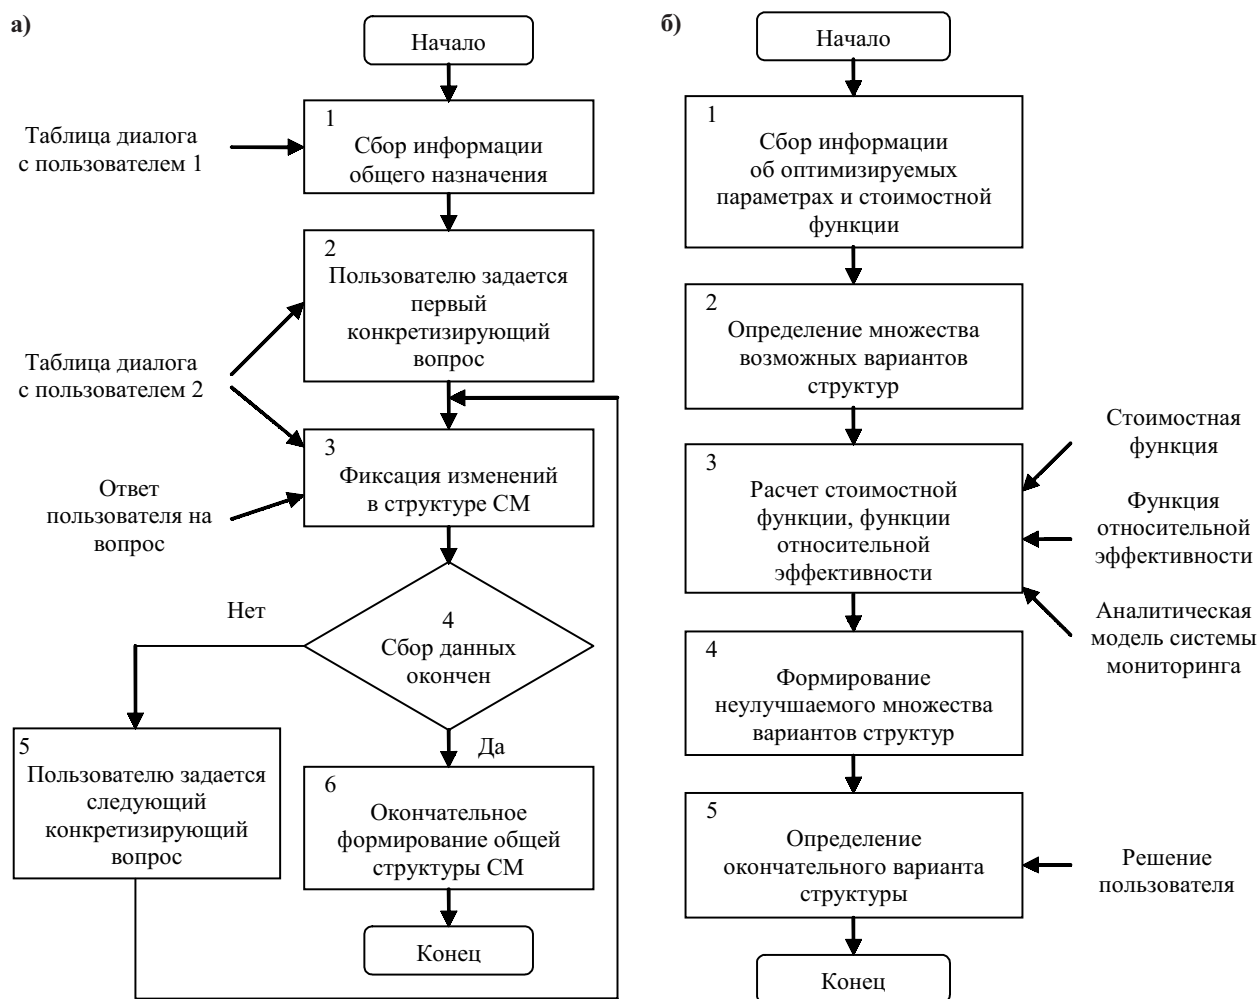 а)
Начало
Таблица диалога
с пользователем 1
1
Сбор информации
общего назначения
2
Пользователю задается
первый
конкретизирующий
вопрос
Таблица диалога
с пользователем 2
3
Фиксация изменений
в структуре СМ
Ответ
пользователя на
вопрос
4
Сбор данных
окончен
Нет
Да
5
Пользователю задается
следующий
конкретизирующий
вопрос
6
Окончательное
формирование общей
структуры СМ
Конец
б)
Начало
1
Сбор информации
об оптимизируемых
параметрах и стоимостной
функции
2
Определение множества
возможных вариантов
структур
3
Расчет стоимостной
функции, функции
относительной
эффективности
Стоимостная
функция
Функция
относительной
эффективности
Аналитическая
модель системы
мониторинга
4
Формирование
неулучшаемого множества
вариантов структур
5
Определение
окончательного варианта
структуры
Решение
пользователя
Конец